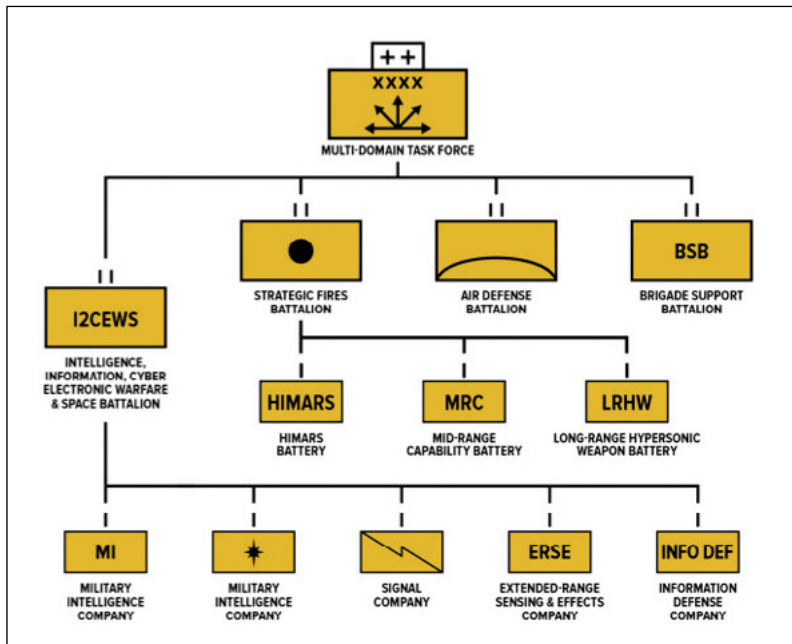 ++
XXXX
MULTI-DOMAIN TASK FORCE
II
II
II
BSB
STRATEGIC FIRES
BATTALION
AIR DEFENSE
BATTALION
BRIGADE SUPPORT
BATTALION
II
I2CEWS
INTELLIGENCE,
INFORMATION, CYBER
ELECTRONIC WARFARE
& SPACE BATTALION
I
I
I
HIMARS
MRC
LRHW
HIMARS
BATTERY
MID-RANGE
CAPABILITY BATTERY
LONG-RANGE HYPERSONIC
WEAPON BATTERY
I
I
I
I
I
MI
ERSE
INFO DEF
MILITARY
INTELLIGENCE
COMPANY
MILITARY
INTELLIGENCE
COMPANY
SIGNAL
COMPANY
EXTENDED-RANGE
SENSING & EFFECTS
COMPANY
INFORMATION
DEFENSE COMPANY